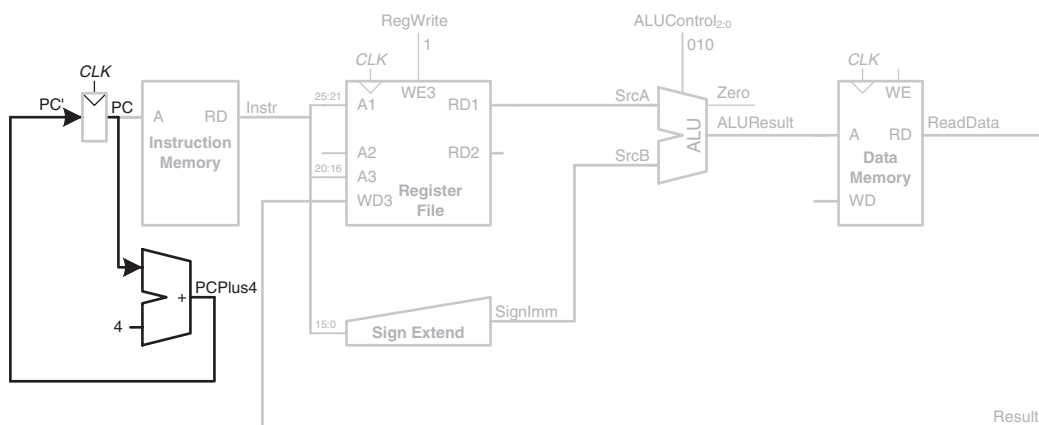 RegWrite
1
ALUControl2:0
010
CLK
PC'
PC
A
RD
Instruction
Memory
Instr
25:21
20:16
15:0
CLK
WE3
A1
RD1
A2
RD2
A3
WD3
Register
File
SrcA
SrcB
ALU
Zero
ALUResult
CLK
WE
A
RD
Data
Memory
WD
ReadData
PCPlus4
+
4
Sign Extend
SignImm
Result